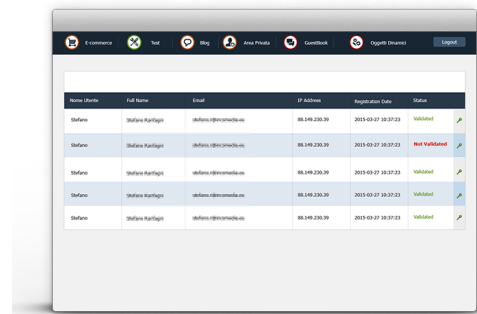 E-commerce Test Blog Area Privata GuestBook Oggetti Dinamici Logout
Nome Utente Full Name Email IP Address Registration Date Status
Stefano 88.149.230.39 2015-03-27 10:37:23 Validated
Stefano 88.149.230.39 2015-03-27 10:37:23 Not Validated
Stefano 88.149.230.39 2015-03-27 10:37:23 Validated
Stefano 88.149.230.39 2015-03-27 10:37:23 Validated
Stefano 88.149.230.39 2015-03-27 10:37:23 Validated